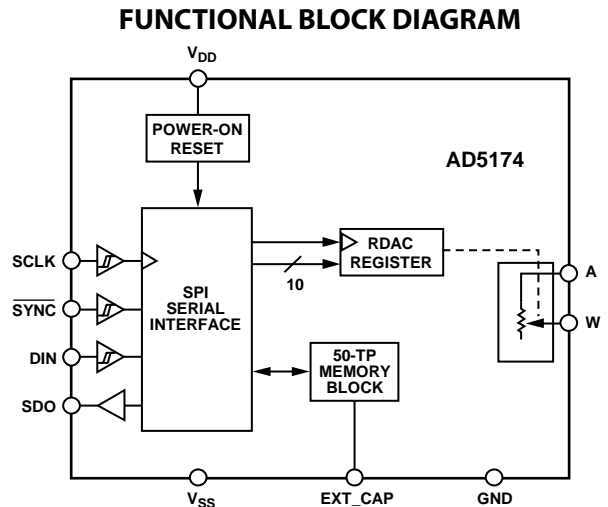 FUNCTIONAL BLOCK DIAGRAM
VDD
POWER-ON
RESET
AD5174
SCLK
SYNC
DIN
SDO
SPI
SERIAL
INTERFACE
10
RDAC
REGISTER
A
W
50-TP
MEMORY
BLOCK
VSS
EXT_CAP
GND